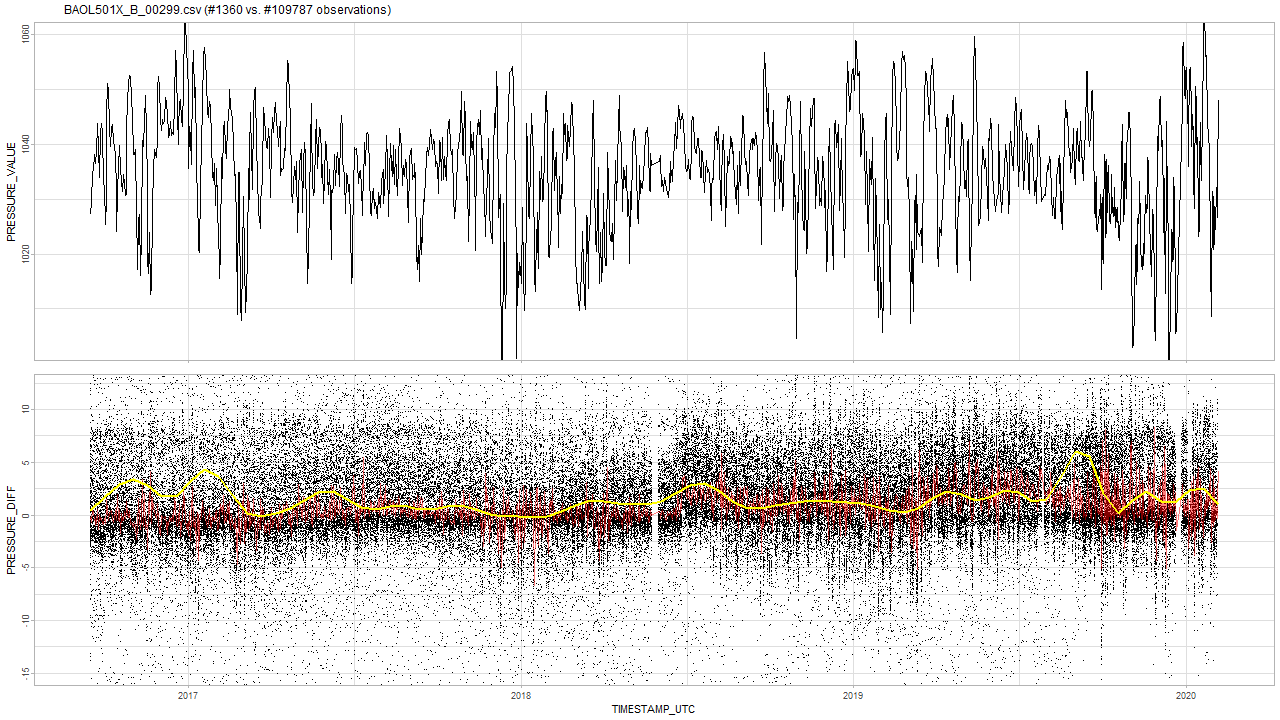 BAOL501X_B_00299.csv (#1360 vs. #109787 observations)
PRESSURE_VALUE
1060
1040
1020
PRESSURE_DIFF
10
5
0
-5
-10
-15
2017 2018 2019 2020
TIMESTAMP_UTC